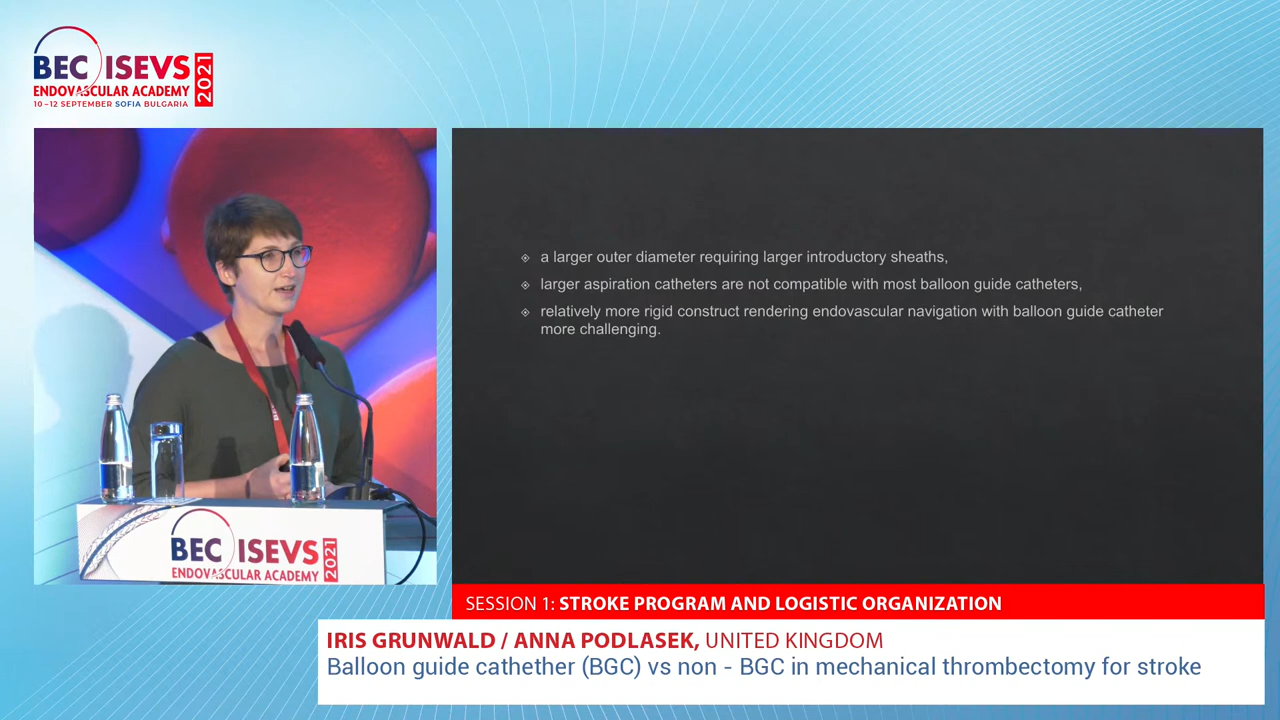 BEC ISEVS 2021
ENDOVASCULAR ACADEMY
10–12 SEPTEMBER SOFIA BULGARIA
a larger outer diameter requiring larger introductory sheaths,
larger aspiration catheters are not compatible with most balloon guide catheters,
relatively more rigid construct rendering endovascular navigation with balloon guide catheter
more challenging.
BEC ISEVS 2021
ENDOVASCULAR ACADEMY
SESSION 1: STROKE PROGRAM AND LOGISTIC ORGANIZATION
IRIS GRUNWALD / ANNA PODLASEK, UNITED KINGDOM
Balloon guide cathether (BGC) vs non - BGC in mechanical thrombectomy for stroke